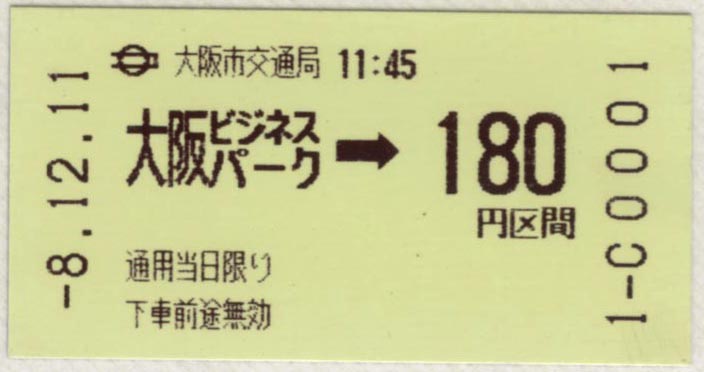 大阪市交通局 11:45
大阪ビジネスパーク➡180
円区間
通用当日限り
下車前途無効
-8.12.11
1-C0001